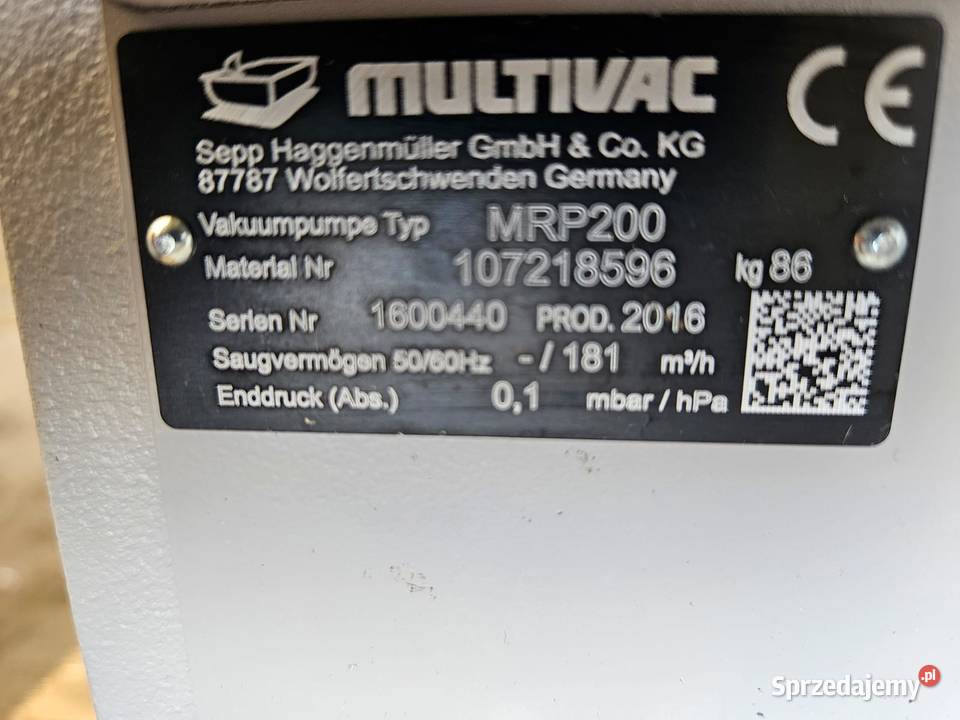 MULTIVAC CE
Sepp Haggenmüller GmbH & Co. KG
87787 Wolfertschwenden Germany
Vakuumpumpe Typ MRP200
Material Nr 107218596 kg 86
Serien Nr 1600440 PROD. 2016
Saugvermögen 50/60Hz - / 181 m³/h
Enddruck (Abs.) 0,1 mbar / hPa
Sprzedajemy.pl